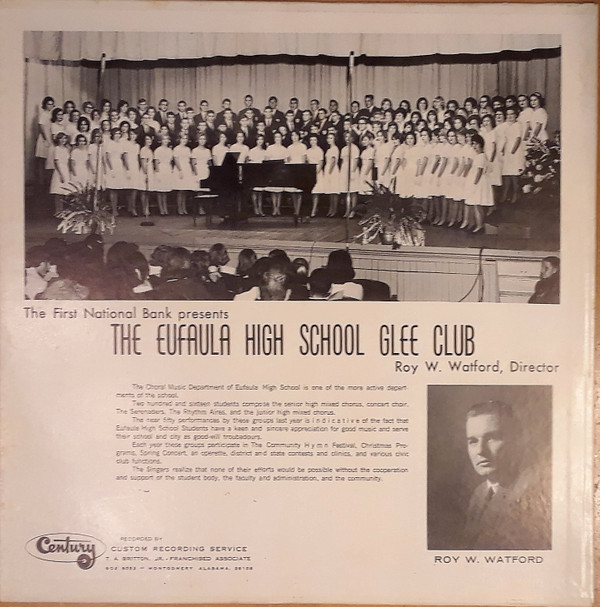 The First National Bank presents
THE EUFAULA HIGH SCHOOL GLEE CLUB
Roy W. Watford, Director
The Choral Music Department of Eufaula High School is one of the more active depart-
ments of the school.
Two hundred and sixteen students compose the senior high mixed chorus, concert choir,
The Serenaders, The Rhythm Aires, and the junior high mixed chorus.
The near fifty performances by these groups last year is indicative of the fact that
Eufaula High School Students have a keen and sincere appreciation for good music and serve
their school and city as good-will troubadours.
Each year these groups participate in The Community Hymn Festival, Christmas Pro-
grams, Spring Concert, an operetta, district and state contests and clinics, and various civic
club functions.
The Singers realize that none of their efforts would be possible without the cooperation
and support of the student body, the faculty and administration, and the community.
ROY W. WATFORD
Century
RECORDED BY
CUSTOM RECORDING SERVICE
T. A. BRITTON, JR. - FRANCHISED ASSOCIATE
MONTGOMERY, ALABAMA,